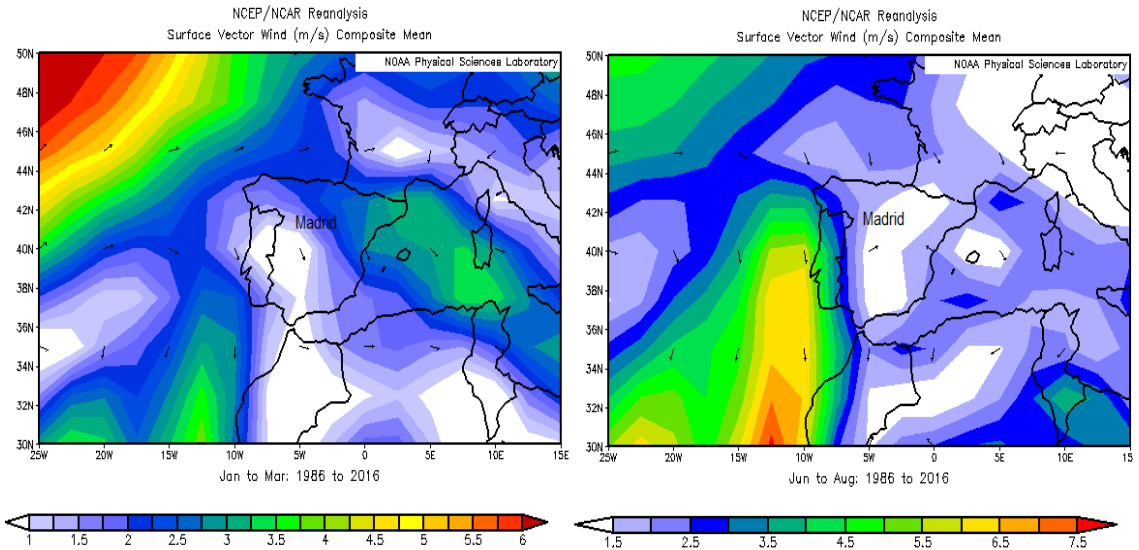 NCEP/NCAR Reanalysis
Surface Vector Wind (m/s) Composite Mean
NOAA Physical Sciences Laboratory
50N
48N
46N
44N
42N
40N
38N
36N
34N
32N
30N
Madrid
25W 20W 15W 10W 5W 0 5E 10E 15E
Jan to Mar: 1986 to 2016
1 1.5 2 2.5 3 3.5 4 4.5 5 5.5 6
NCEP/NCAR Reanalysis
Surface Vector Wind (m/s) Composite Mean
NOAA Physical Sciences Laboratory
50N
48N
46N
44N
42N
40N
38N
36N
34N
32N
30N
Madrid
25W 20W 15W 10W 5W 0 5E 10E 15E
Jun to Aug: 1986 to 2016
1.5 2.5 3.5 4.5 5.5 6.5 7.5